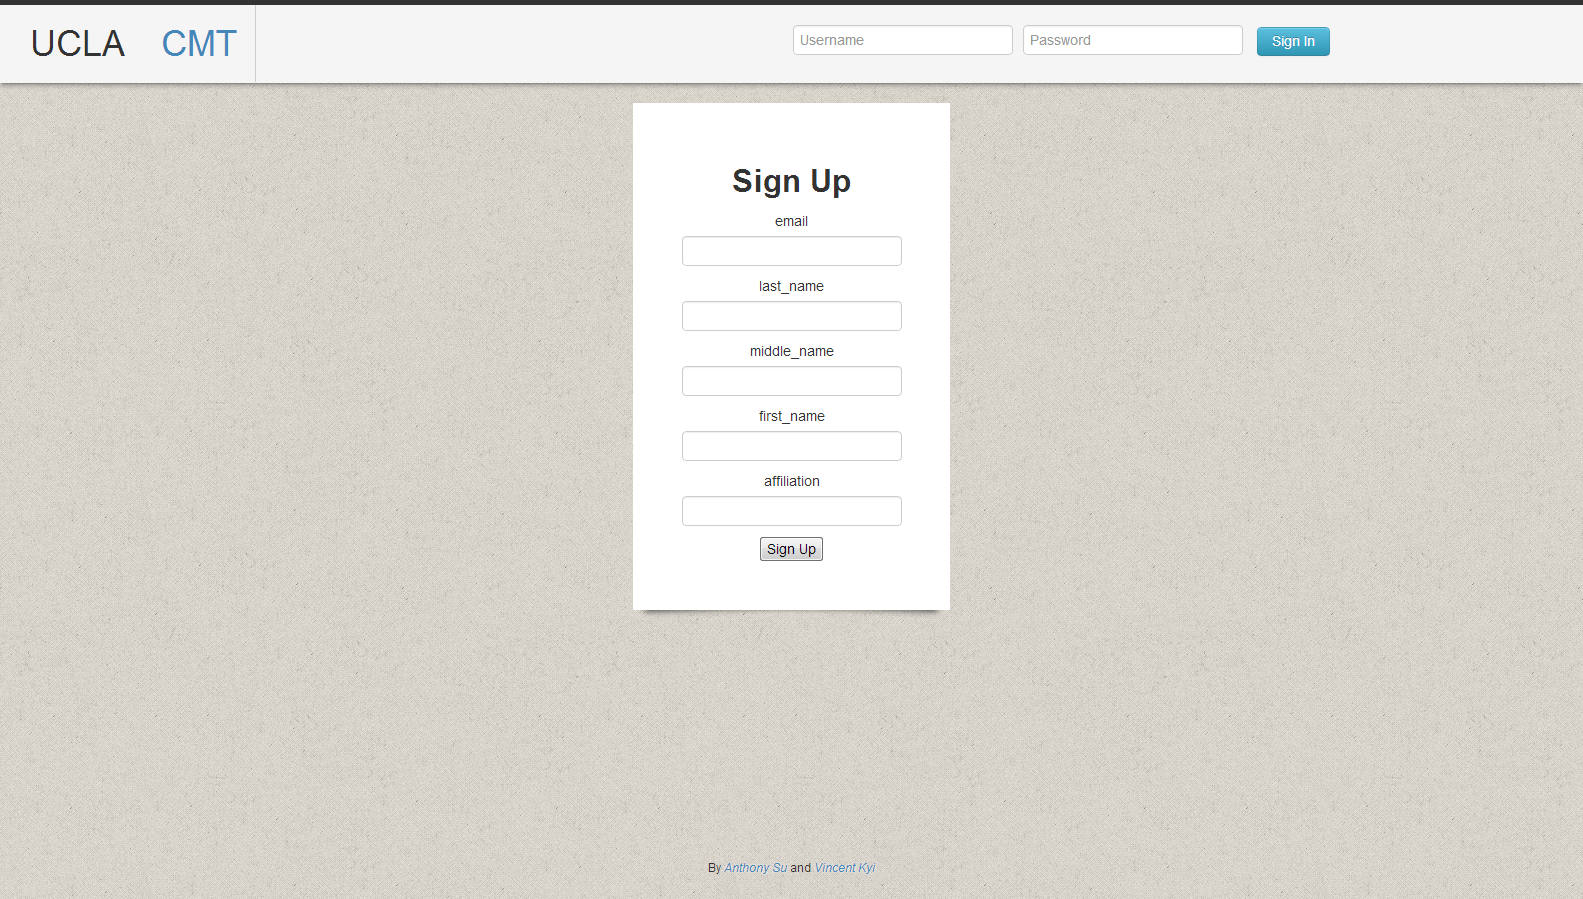 UCLA CMT Username Password Sign In
Sign Up
email
last_name
middle_name
first_name
affiliation
Sign Up
By Anthony Su and Vincent Kyi